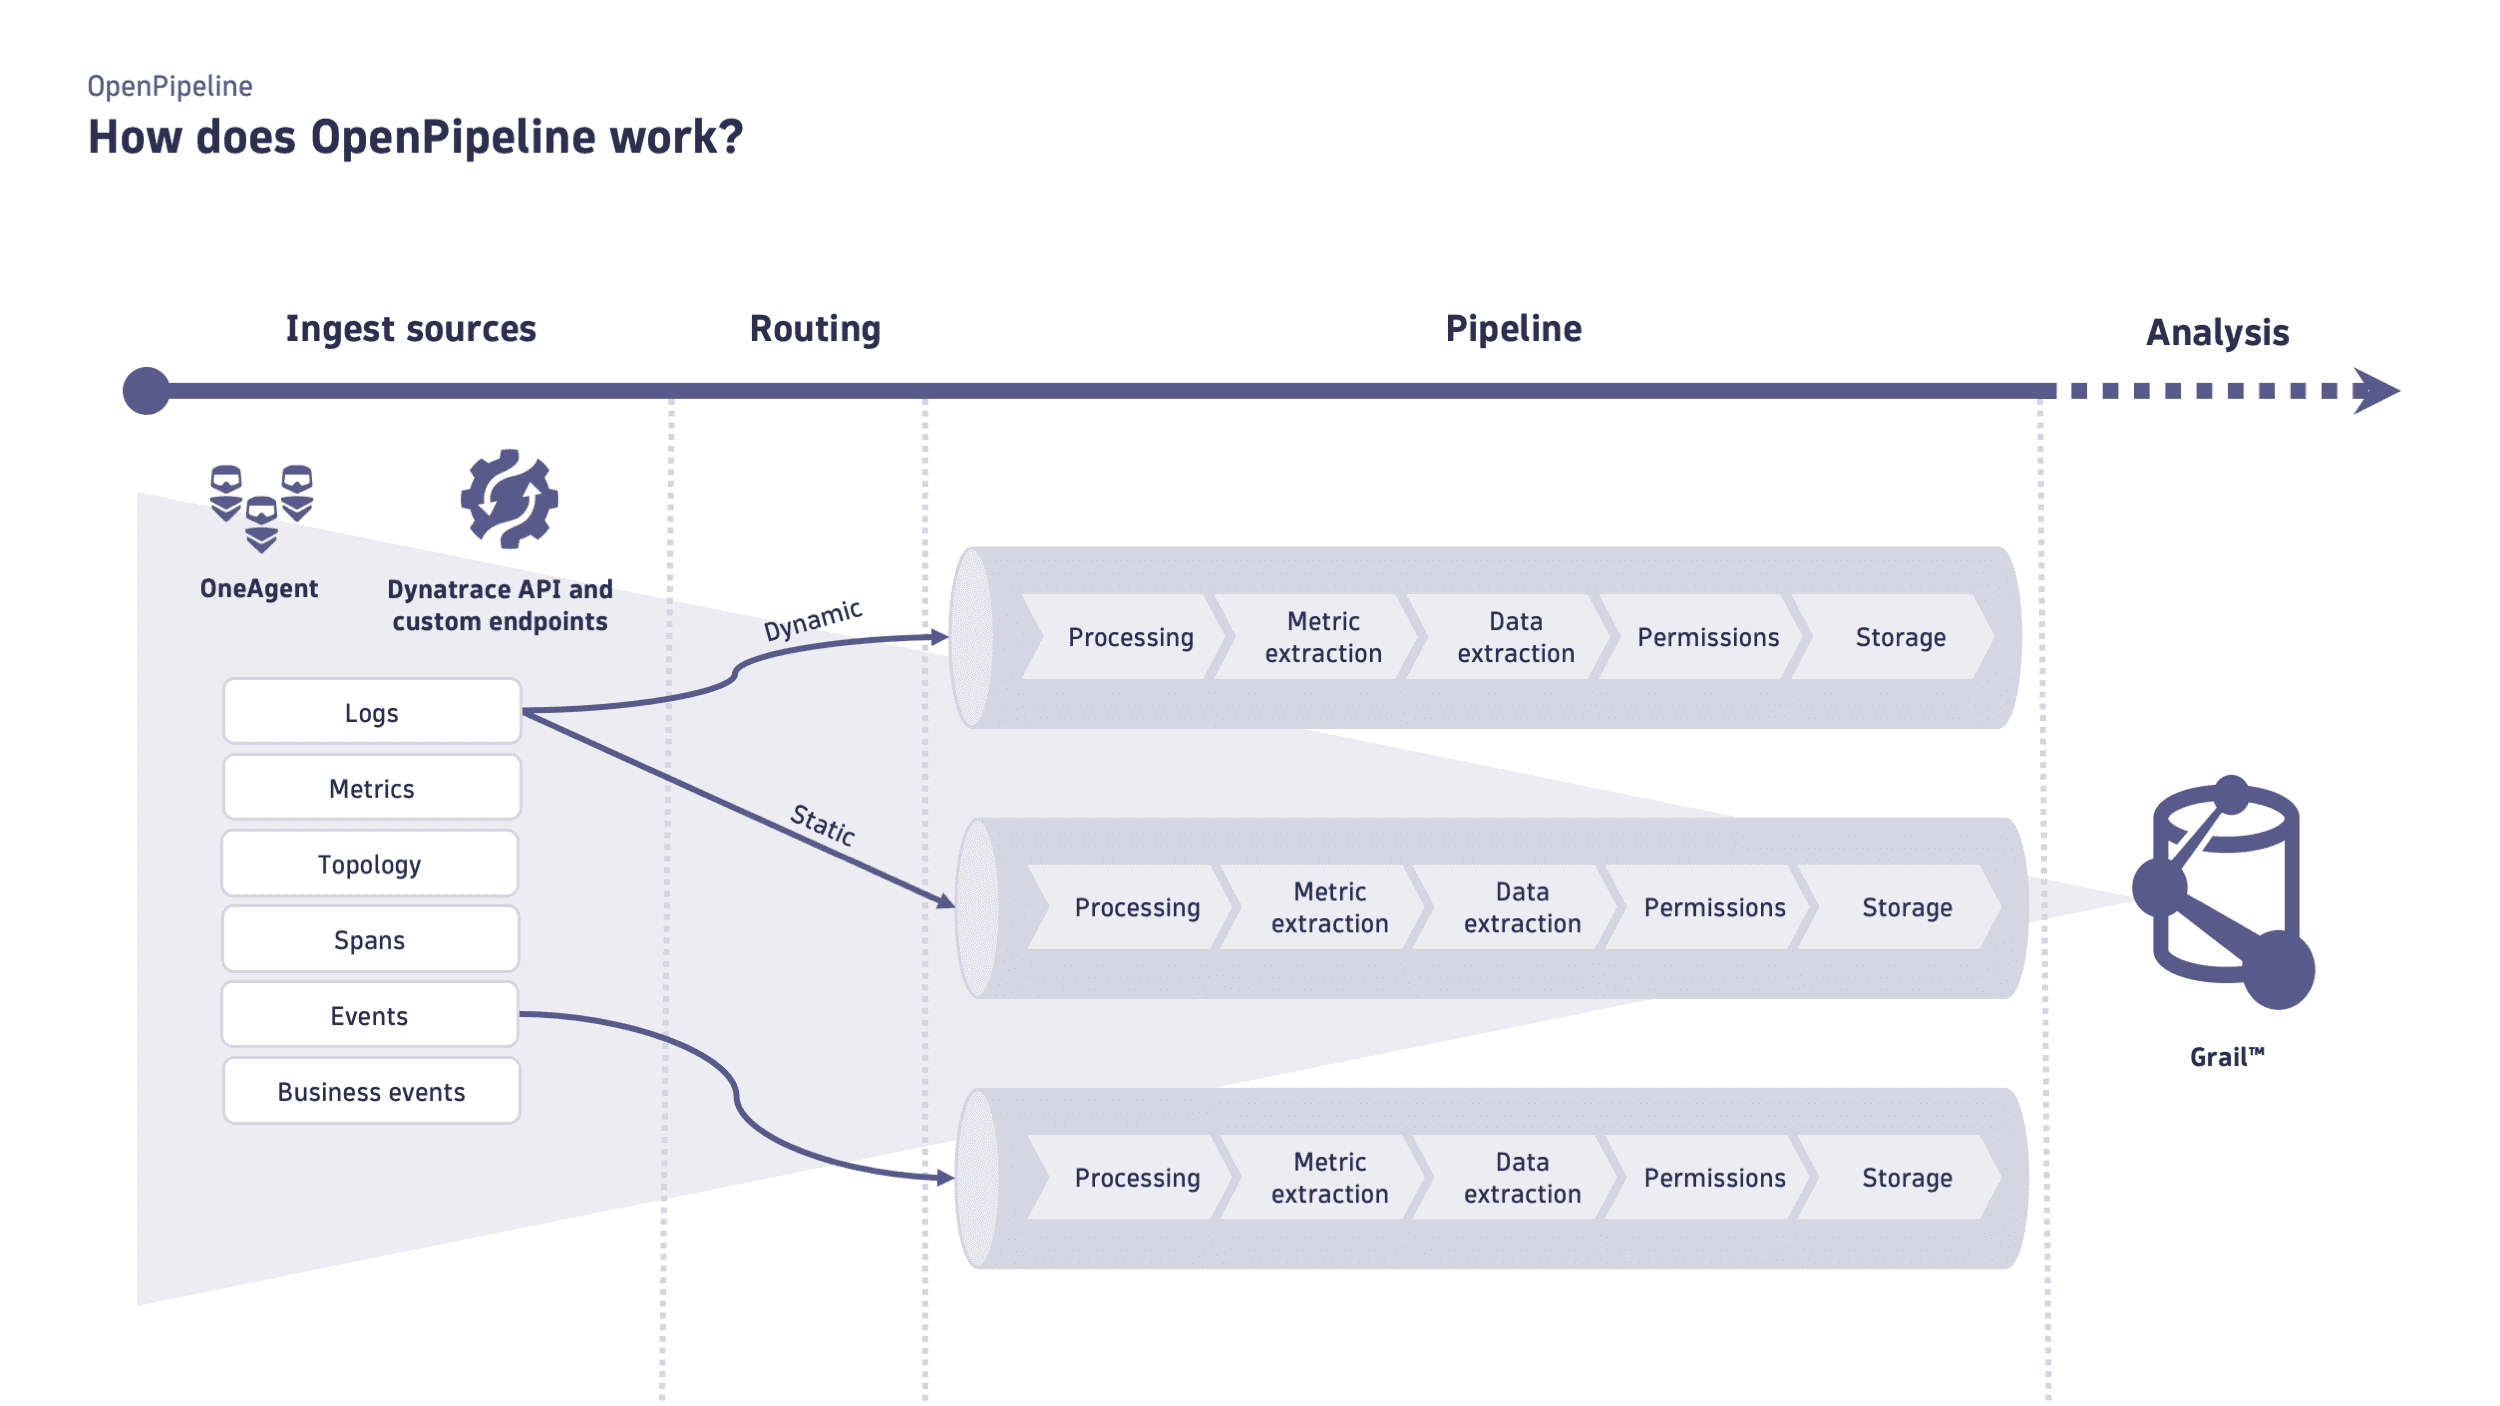 OpenPipeline
How does OpenPipeline work?
Ingest sources
Routing
Pipeline
Analysis
OneAgent
Dynatrace API and
custom endpoints
Logs
Metrics
Topology
Spans
Events
Business events
Dynamic
Static
Processing
Metric
extraction
Data
extraction
Permissions
Storage
Processing
Metric
extraction
Data
extraction
Permissions
Storage
Processing
Metric
extraction
Data
extraction
Permissions
Storage
Grail™